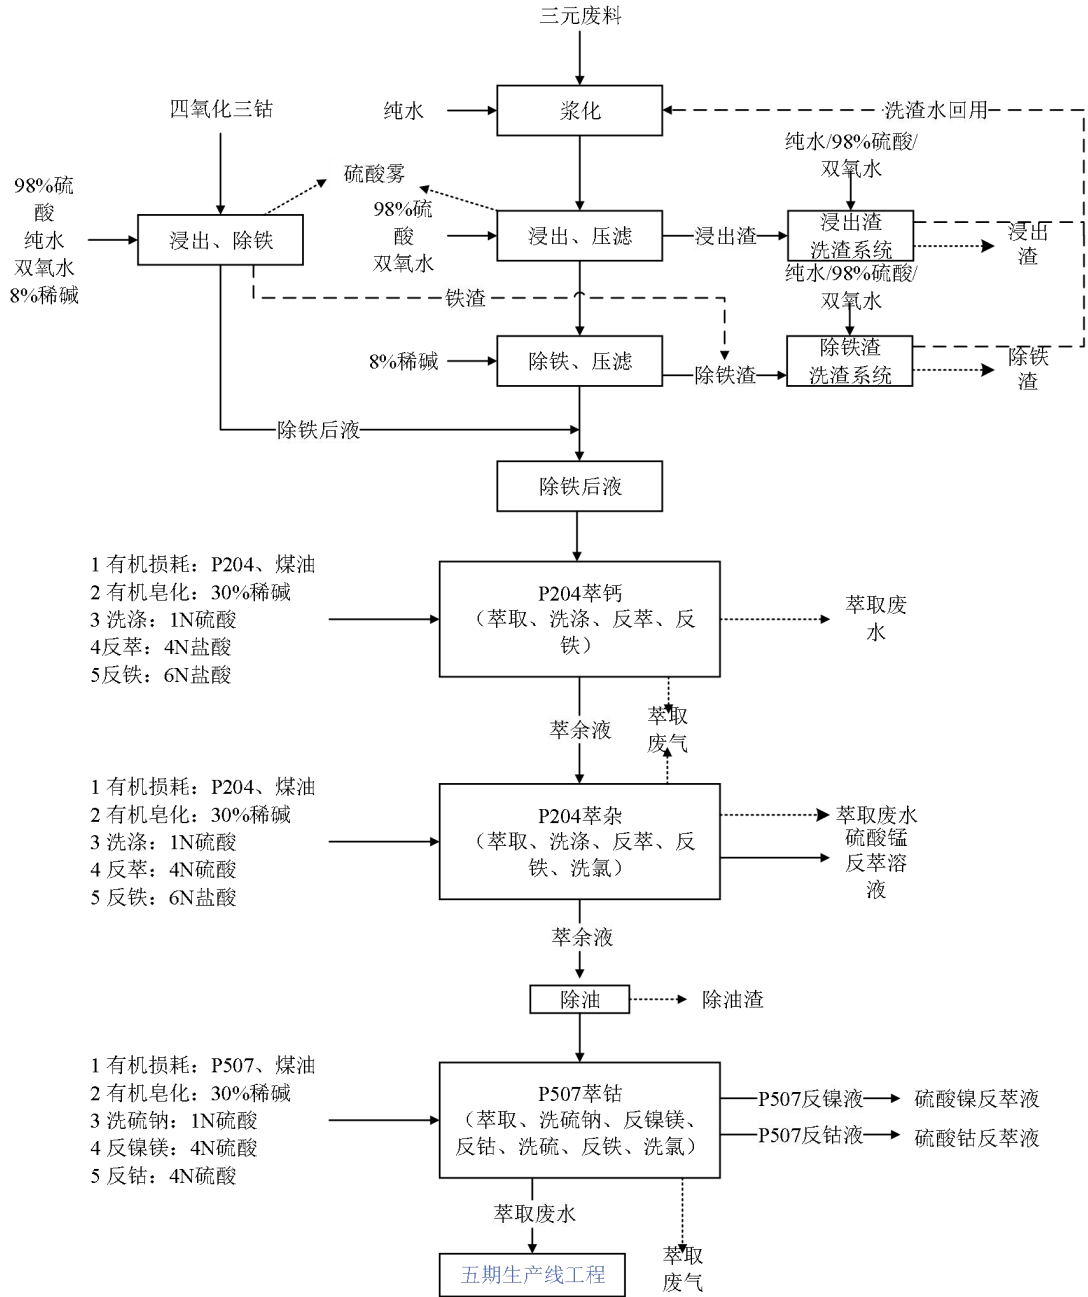 三元废料
四氧化三钴
纯水
浆化
洗渣水回用
纯水/98%硫酸/
双氧水
硫酸雾
98%硫
酸
纯水
双氧水
8%稀碱
浸出、除铁
98%硫
酸
双氧水
浸出、压滤
浸出渣
浸出渣
洗渣系统
浸出
渣
纯水/98%硫酸/
双氧水
铁渣
8%稀碱
除铁、压滤
除铁渣
除铁渣
洗渣系统
除铁
渣
除铁后液
除铁后液
1 有机损耗：P204、煤油
2 有机皂化：30%稀碱
3 洗涤：1N硫酸
4反萃：4N盐酸
5反铁：6N盐酸
P204萃钙
（萃取、洗涤、反萃、反
铁）
萃取废
水
萃余液
萃取
废气
1 有机损耗：P204、煤油
2 有机皂化：30%稀碱
3 洗涤：1N硫酸
4 反萃：4N硫酸
5 反铁：6N盐酸
P204萃杂
（萃取、洗涤、反萃、反
铁、洗氯）
萃取废水
硫酸锰
反萃溶
液
萃余液
除油
除油渣
1 有机损耗：P507、煤油
2 有机皂化：30%稀碱
3 洗硫钠：1N硫酸
4 反镍镁：4N硫酸
5 反钴：4N硫酸
P507萃钴
（萃取、洗硫钠、反镍镁、
反钴、洗硫、反铁、洗氯）
P507反镍液
硫酸镍反萃液
P507反钴液
硫酸钴反萃液
萃取废水
萃取
废气
五期生产线工程